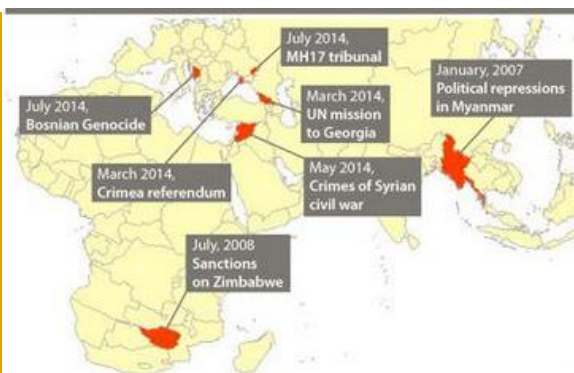 July 2014,
MH17 tribunal
January, 2007
Political repressions
in Myanmar
July 2014,
Bosnian Genocide
March 2014,
UN mission
to Georgia
March 2014,
Crimea referendum
May 2014,
Crimes of Syrian
civil war
July, 2008
Sanctions
on Zimbabwe